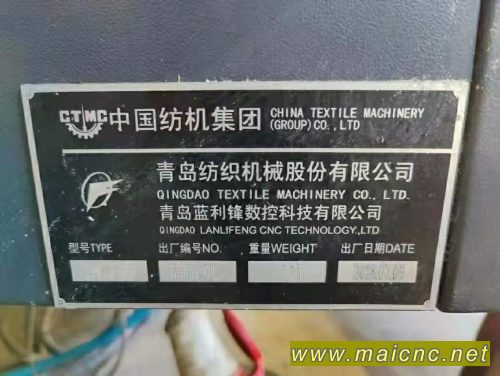 CTMC 中国纺机集团 CHINA TEXTILE MACHINERY (GROUP) CO., LTD
青岛纺织机械股份有限公司
QINGDAO TEXTILE MACHINERY CO., LTD.
青岛蓝利锋数控科技有限公司
QINGDAO LANLIFENG CNC TECHNOLOGY,LTD
型号TYPE 出厂编号NO. 重量WEIGHT 出厂日期DATE
www.maicnc.net